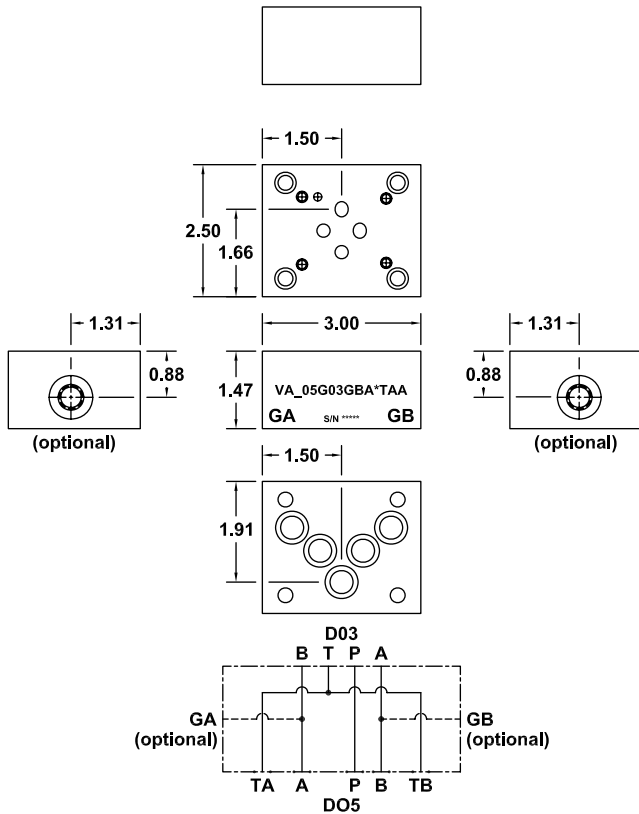 1.50
2.50
1.66
1.31
3.00
1.31
0.88
1.47
VA_05G03GBA*TAA
0.88
GA
S/N *****
GB
(optional)
(optional)
1.50
1.91
D03
B T P A
GA
(optional)
GB
(optional)
TA A P B TB
DO5